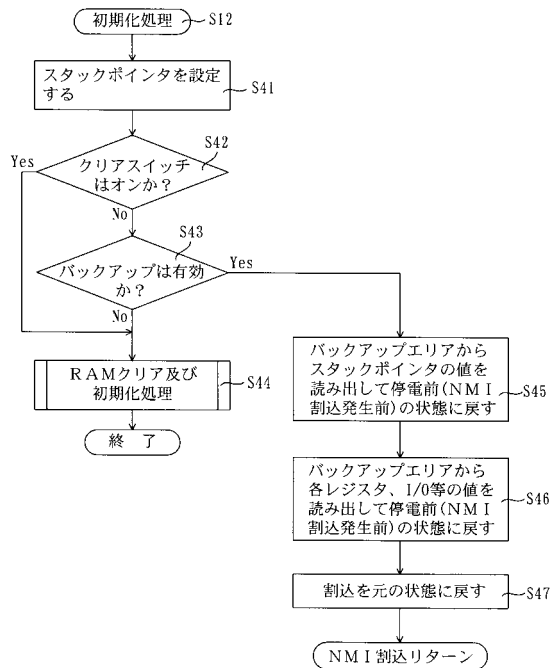 初期化処理
S12
スタックポインタを設定
する
S41
S42
Yes
クリアスイッチ
はオンか？
No
S43
Yes
バックアップは有効
か？
No
RAMクリア及び
初期化処理
S44
終 了
バックアップエリアから
スタックポインタの値を
読み出して停電前(NMI
割込発生前)の状態に戻す
S45
バックアップエリアから
各レジスタ、I/O等の値を
読み出して停電前(NMI
割込発生前)の状態に戻す
S46
割込を元の状態に戻す
S47
NMI割込リターン